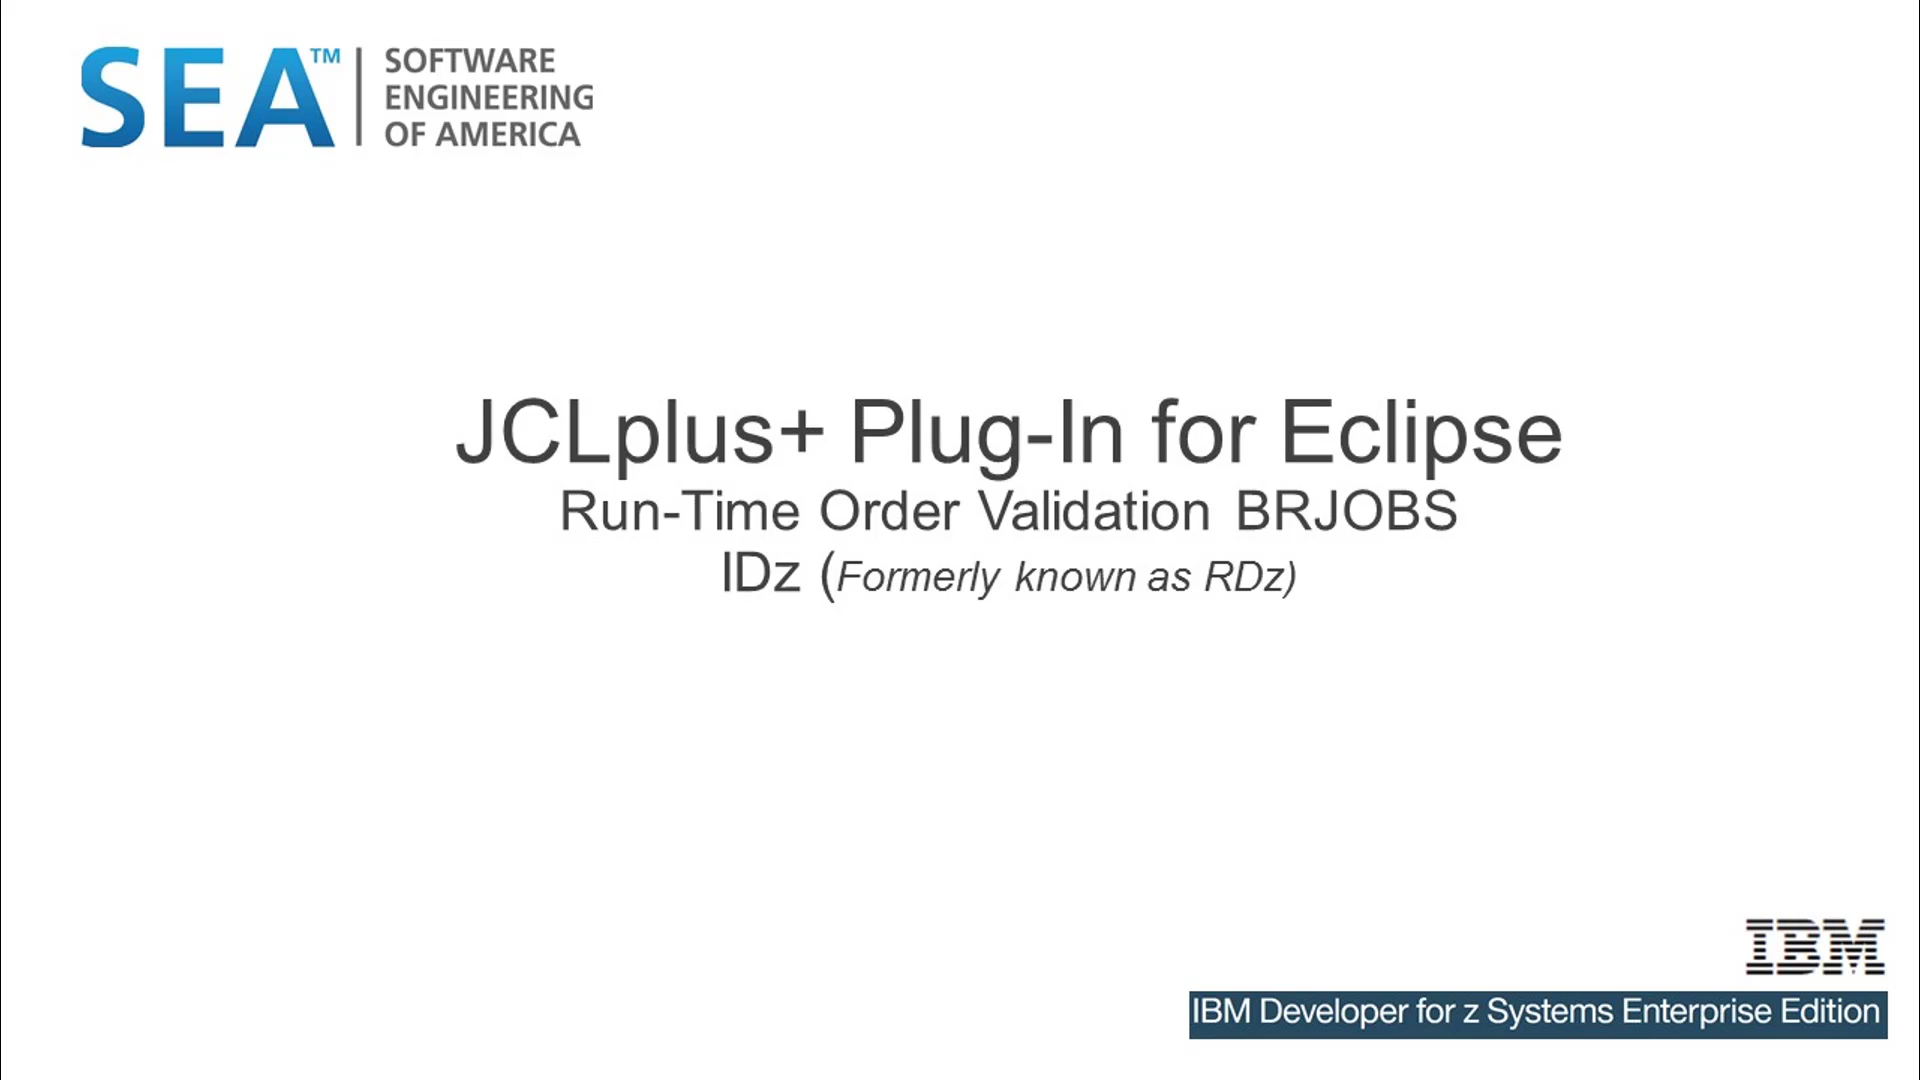 SEA™
SOFTWARE
ENGINEERING
OF AMERICA
JCLplus+ Plug-In for Eclipse
Run-Time Order Validation BRJOBS
IDz (Formerly known as RDz)
IBM
IBM Developer for z Systems Enterprise Edition